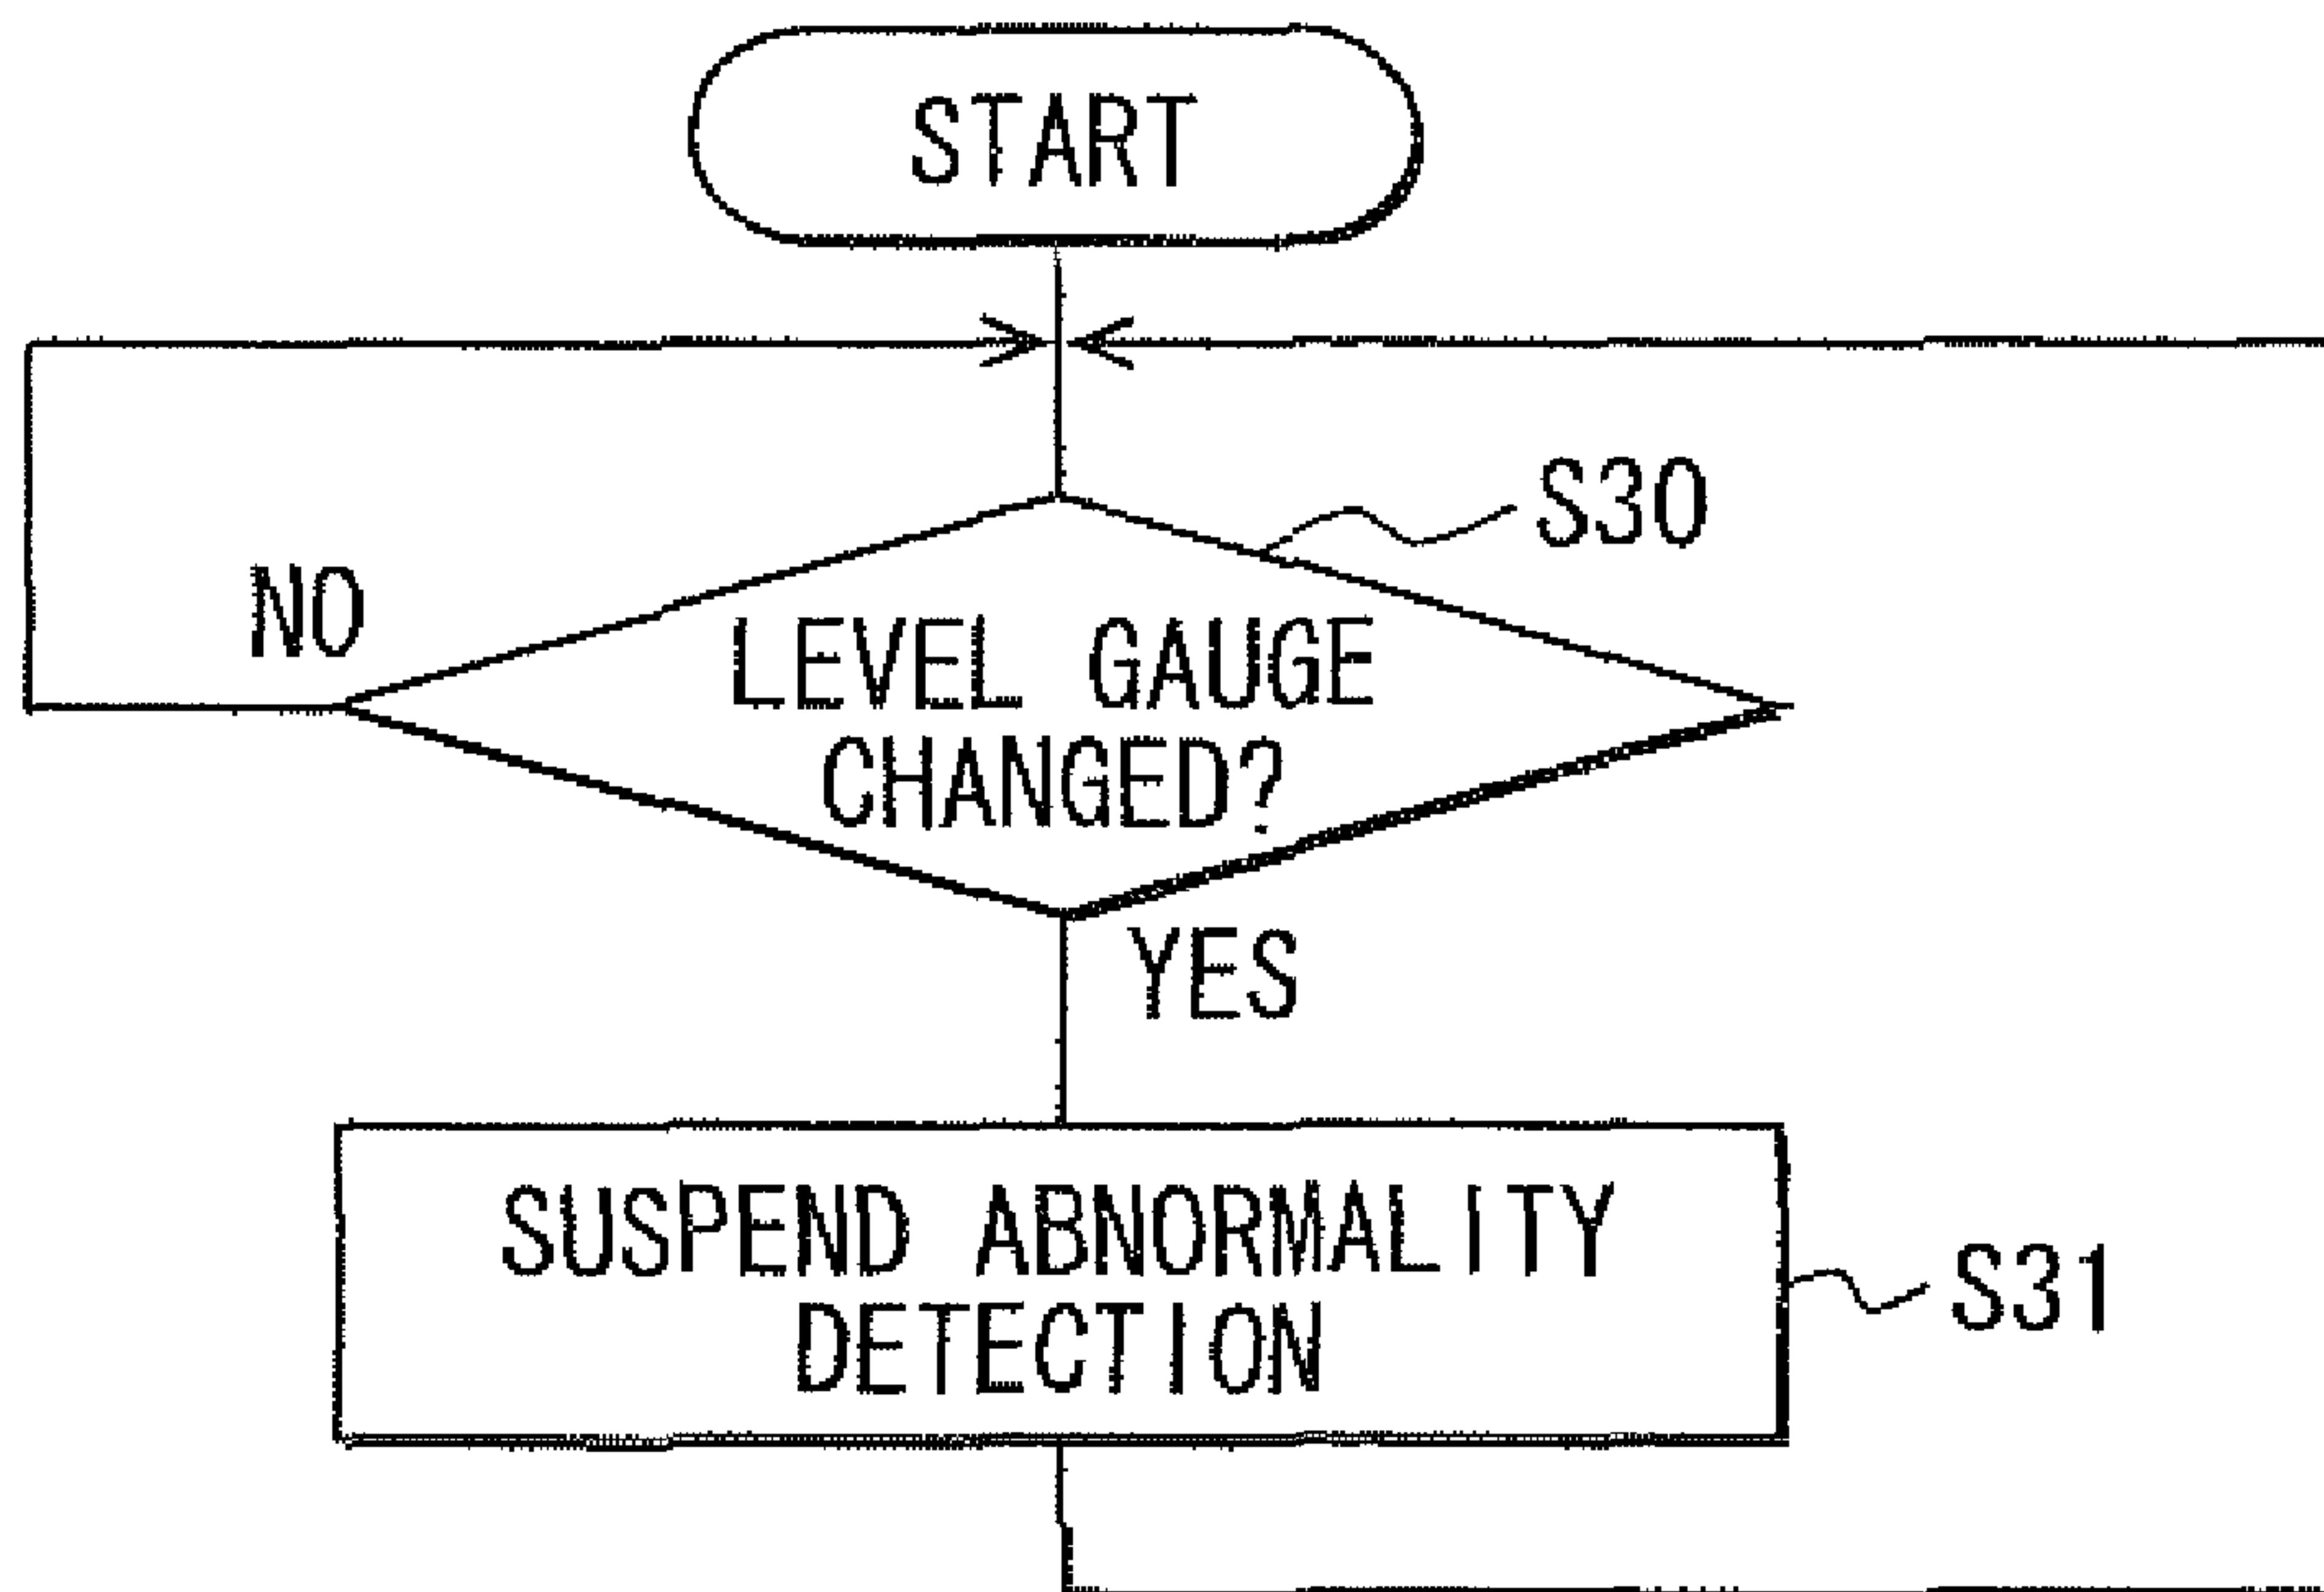 START
S30
NO
LEVEL GAUGE
CHANGED?
YES
SUSPEND ABNORMALITY
DETECTION
S31